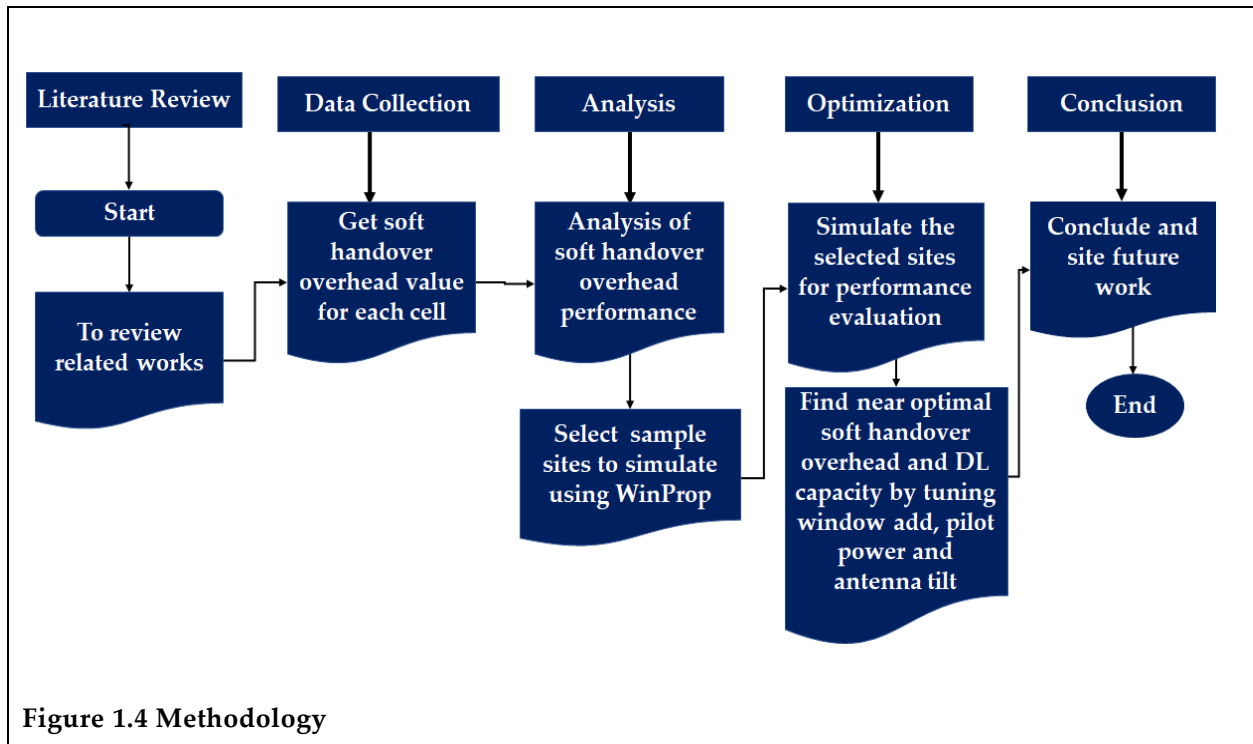 Literature Review
Start
To review
related works
Data Collection
Get soft
handover
overhead value
for each cell
Analysis
Analysis of
soft handover
overhead
performance
Select sample
sites to simulate
using WinProp
Optimization
Simulate the
selected sites
for performance
evaluation
Find near optimal
soft handover
overhead and DL
capacity by tuning
window add, pilot
power and
antenna tilt
Conclusion
Conclude and
site future
work
End
Figure 1.4 Methodology